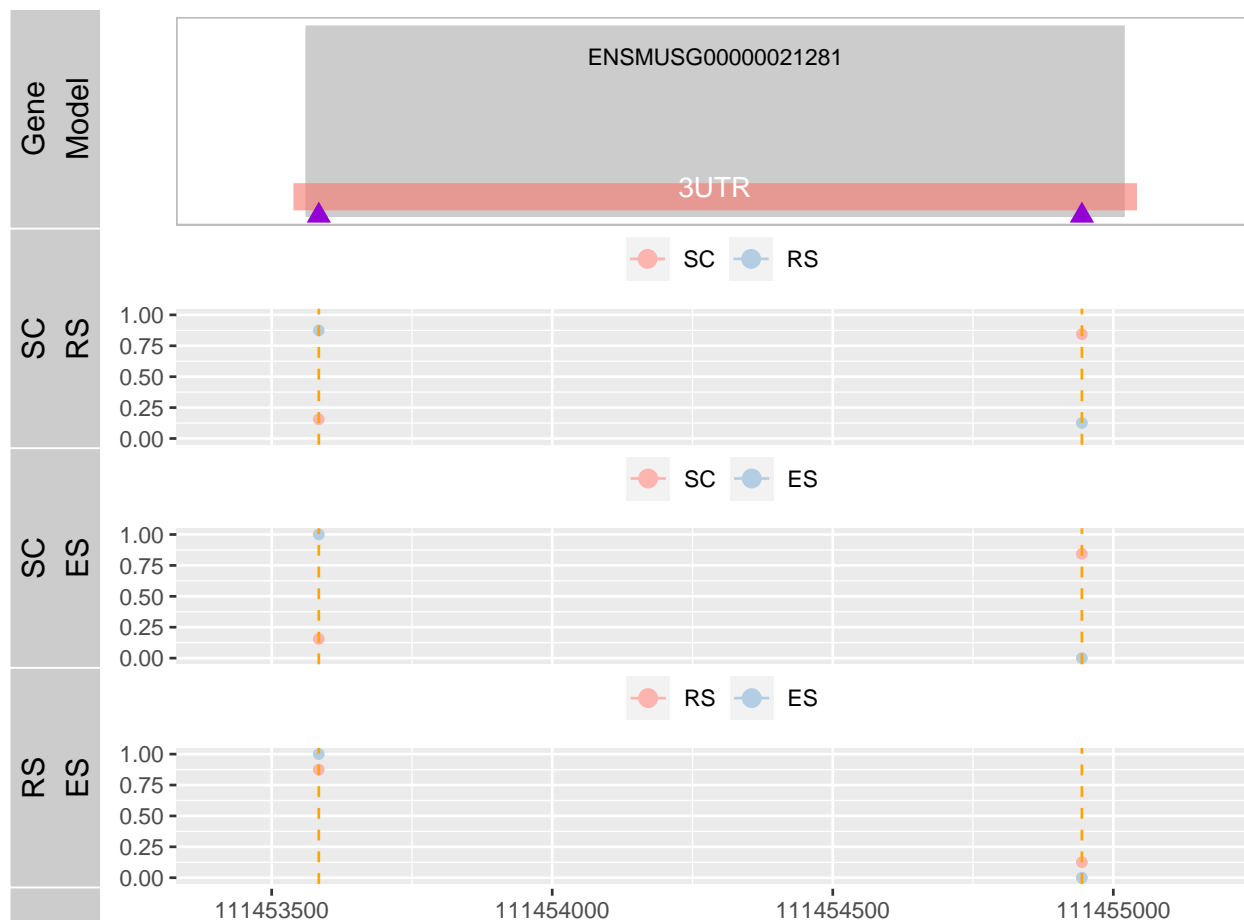 Gene
Model
ENSMUSG00000021281
3UTR
SC
RS
SC RS
1.00
0.75
0.50
0.25
0.00
SC
ES
SC ES
1.00
0.75
0.50
0.25
0.00
RS
ES
RS ES
1.00
0.75
0.50
0.25
0.00
111453500 111454000 111454500 111455000